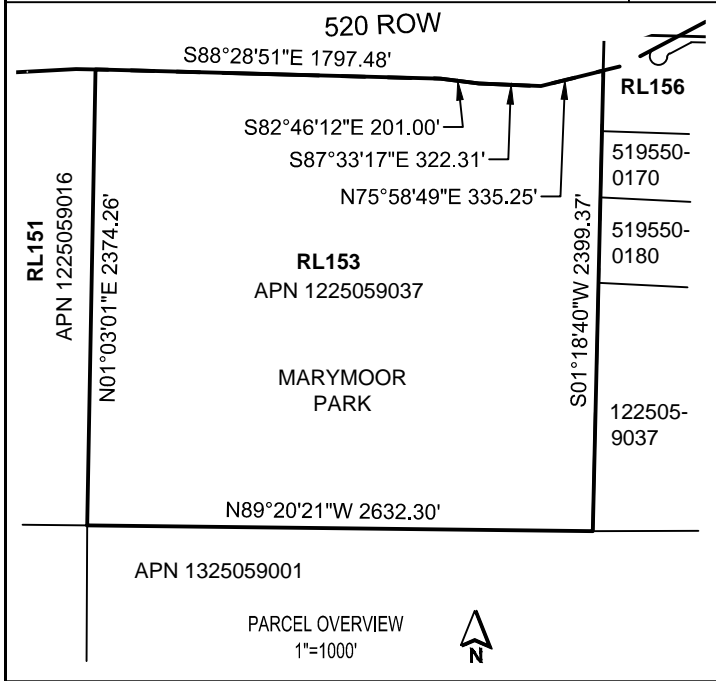 520 ROW
S88°28'51"E 1797.48'
RL156
S82°46'12"E 201.00'
S87°33'17"E 322.31'
N75°58'49"E 335.25'
519550-
0170
519550-
0180
RL151
APN 1225059016
N01°03'01"E 2374.26'
RL153
APN 1225059037
S01°18'40"W 2399.37'
MARYMOOR
PARK
122505-
9037
N89°20'21"W 2632.30'
APN 1325059001
PARCEL OVERVIEW
1"=1000'
N